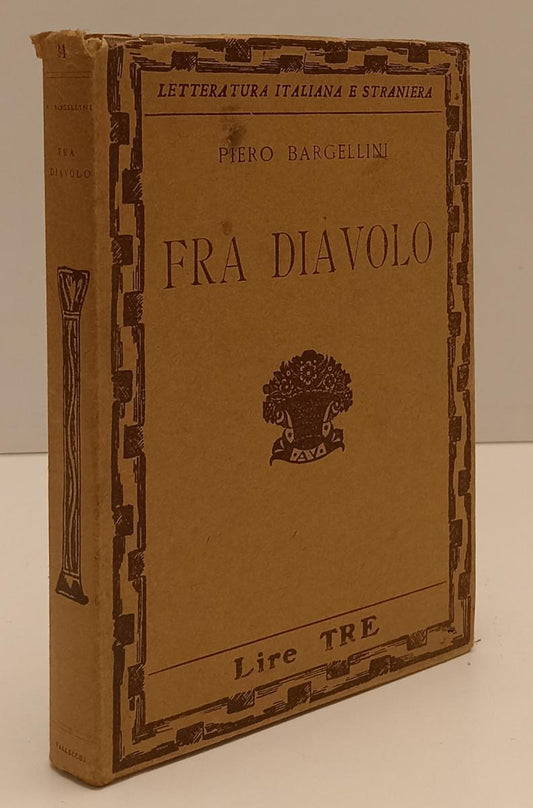 34
P. BARGELLINI
FRA
DIAVOLO
VALLECCHI
LETTERATURA ITALIANA E STRANIERA
PIERO BARGELLINI
FRA DIAVOLO
Lire TRE